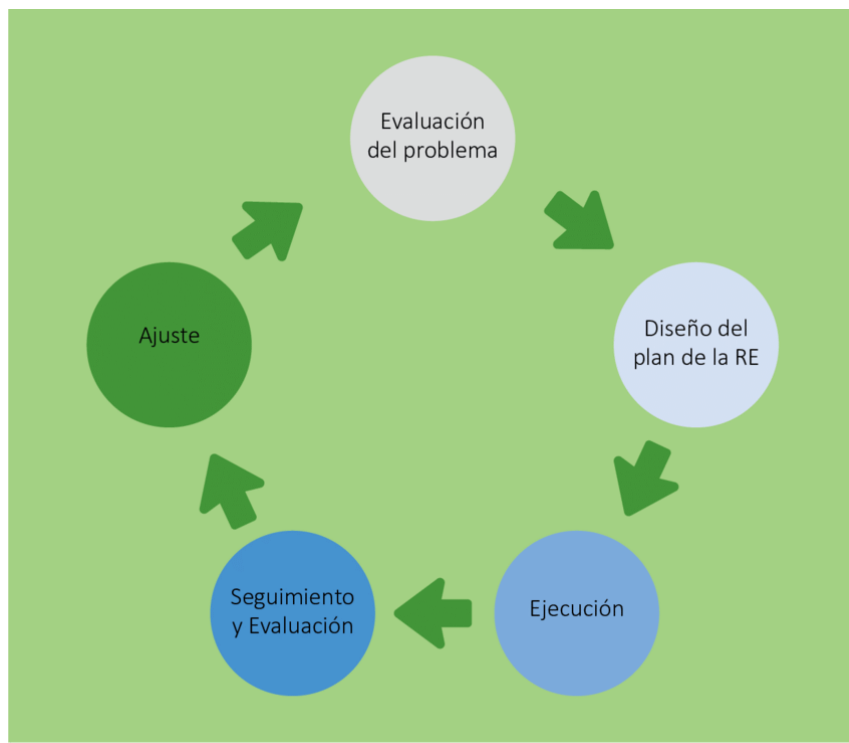 Evaluación
del problema
Diseño del
plan de la RE
Ejecución
Seguimiento
y Evaluación
Ajuste